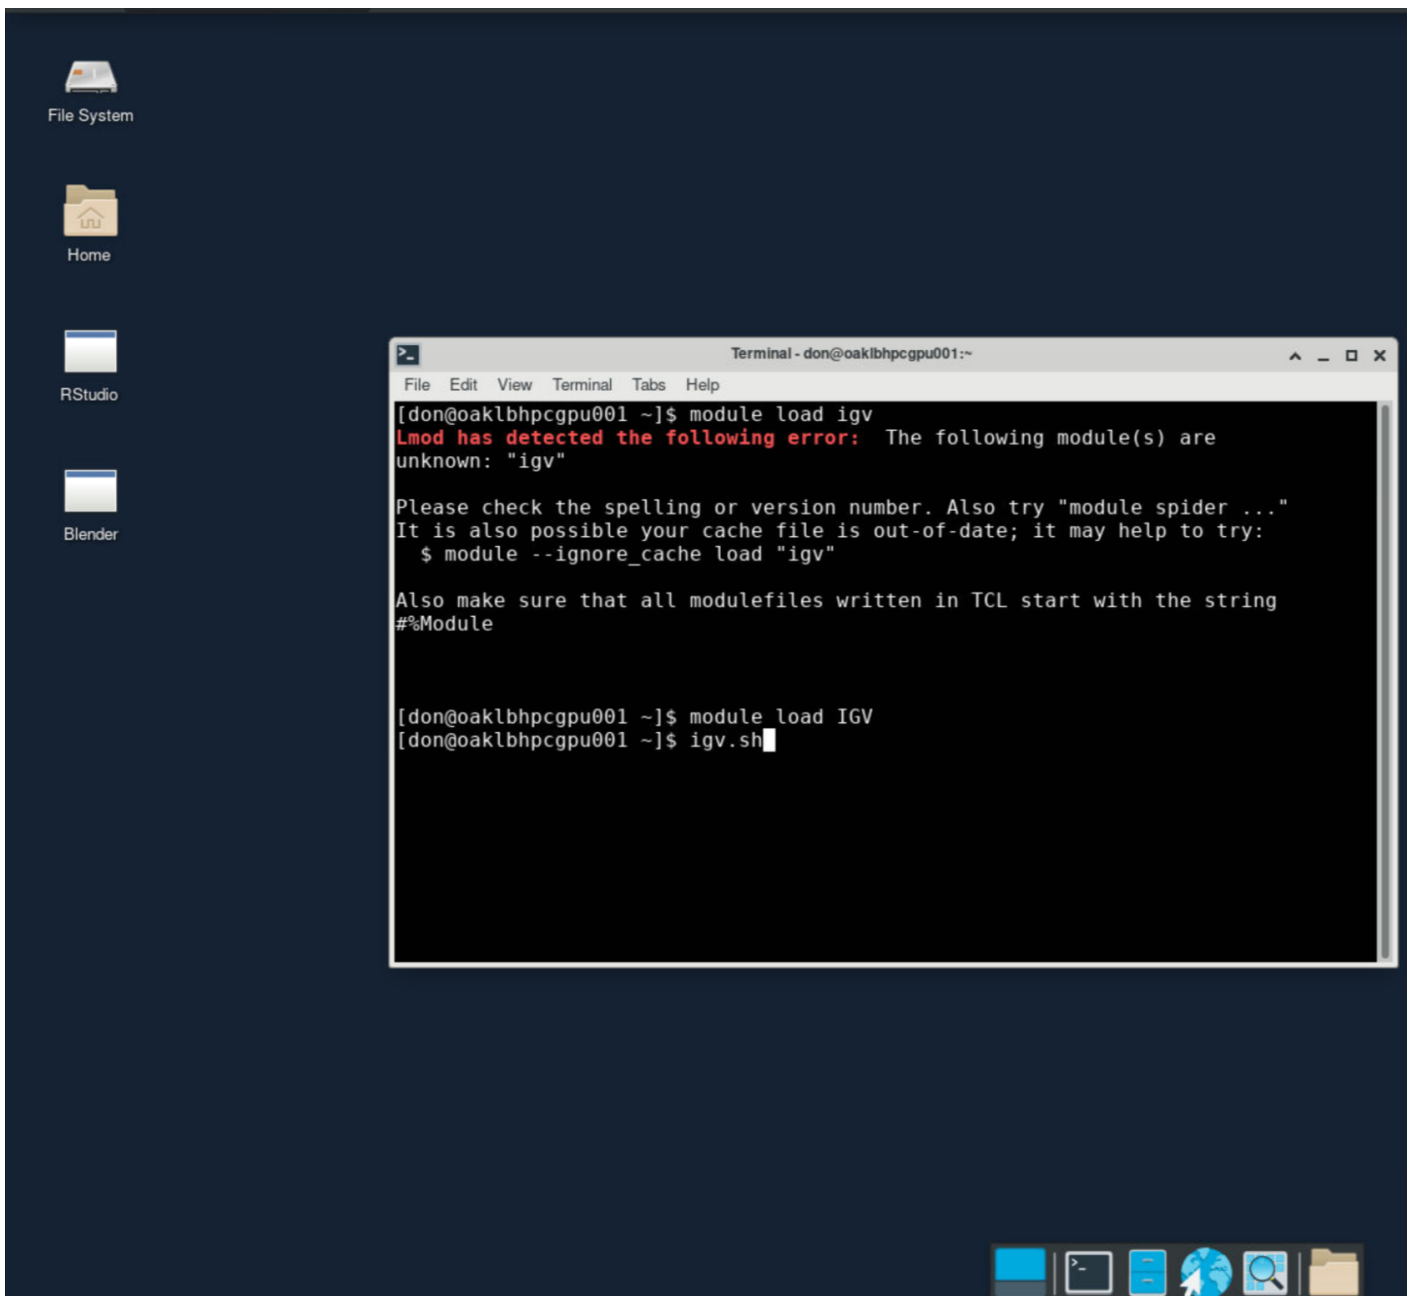 File System
Home
RStudio
Blender
Terminal - don@oaklbhpcgpu001:~
File Edit View Terminal Tabs Help
[don@oaklbhpcgpu001 ~]$ module load igv
Lmod has detected the following error:  The following module(s) are
unknown: "igv"
Please check the spelling or version number. Also try "module spider ..."
It is also possible your cache file is out-of-date; it may help to try:
  $ module --ignore_cache load "igv"
Also make sure that all modulefiles written in TCL start with the string
#%Module
[don@oaklbhpcgpu001 ~]$ module load IGV
[don@oaklbhpcgpu001 ~]$ igv.sh